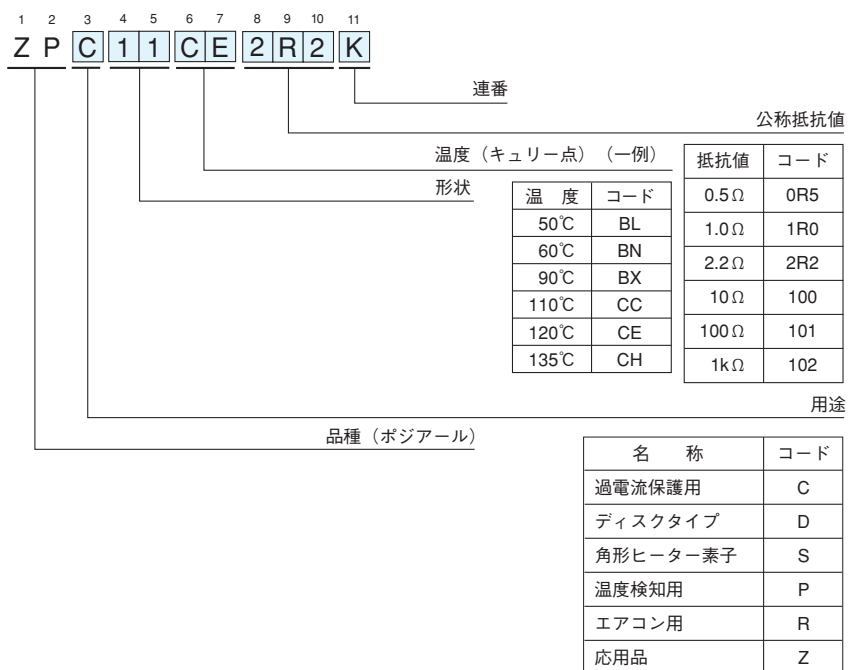 1 2 3 4 5 6 7 8 9 10 11
Z P C 1 1 C E 2 R 2 K
連番
公称抵抗値
温度（キュリー点）（一例）
形状
抵抗値 コード
0.5Ω 0R5
1.0Ω 1R0
2.2Ω 2R2
10Ω 100
100Ω 101
1kΩ 102
温　度 コード
50℃ BL
60℃ BN
90℃ BX
110℃ CC
120℃ CE
135℃ CH
用途
品種（ポジアール）
名　称 コード
過電流保護用 C
ディスクタイプ D
角形ヒーター素子 S
温度検知用 P
エアコン用 R
応用品 Z